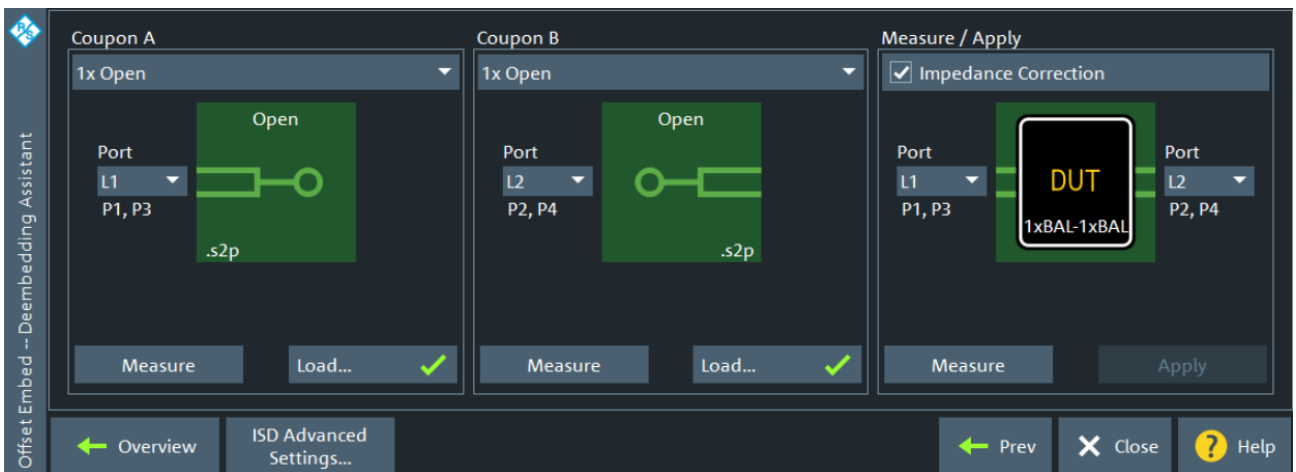 R/S
Offset Embed -- Deembedding Assistant
Coupon A
1x Open
Open
Port
L1
P1, P3
.s2p
Measure
Load...
Coupon B
1x Open
Open
Port
L2
P2, P4
.s2p
Measure
Load...
Measure / Apply
Impedance Correction
Port
L1
P1, P3
DUT
1xBAL-1xBAL
Port
L2
P2, P4
Measure
Apply
Overview
ISD Advanced
Settings...
Prev
Close
? Help